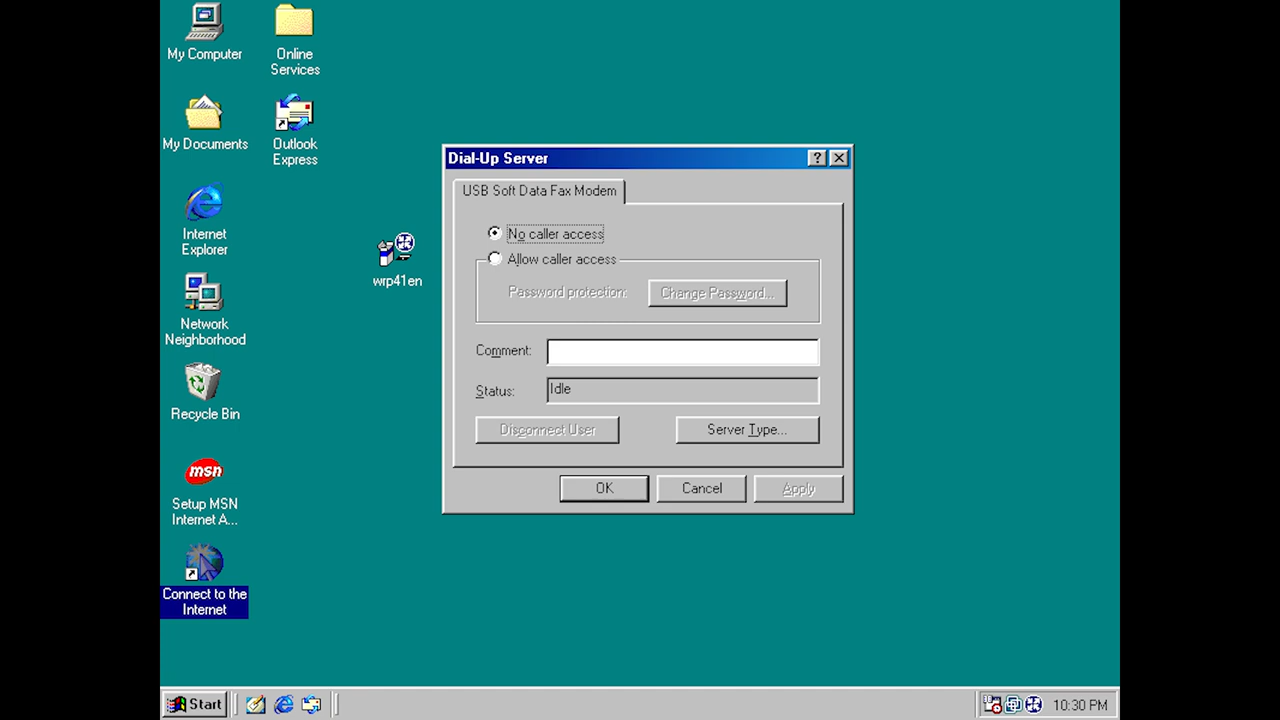 My Computer
Online
Services
My Documents
Outlook
Express
Internet
Explorer
wrp41en
Network
Neighborhood
Recycle Bin
msn
Setup MSN
Internet A...
Connect to the
Internet
Dial-Up Server
?
USB Soft Data Fax Modem
No caller access
Allow caller access
Password protection:
Change Password...
Comment:
Status:
Idle
Disconnect User
Server Type...
OK
Cancel
Apply
Start
10:30 PM